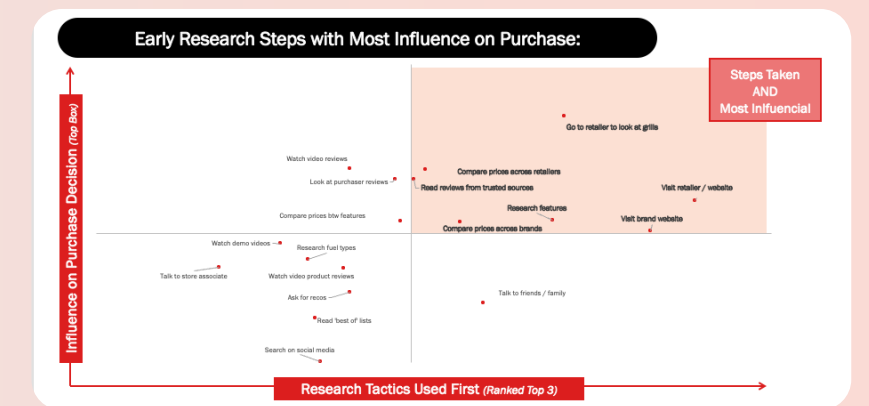 Early Research Steps with Most Influence on Purchase:
Steps Taken
AND
Most Inlfuencial
Influence on Purchase Decision (Top Box)
Go to retailer to look at grills
Watch video reviews
Compare prices across retailers
Look at purchaser reviews
Read reviews from trusted sources
Visit retailer / website
Research features
Compare prices btw features
Visit brand website
Compare prices across brands
Watch demo videos
Research fuel types
Talk to store associate
Watch video product reviews
Ask for recos
Talk to friends / family
Read 'best of' lists
Search on social media
Research Tactics Used First (Ranked Top 3)